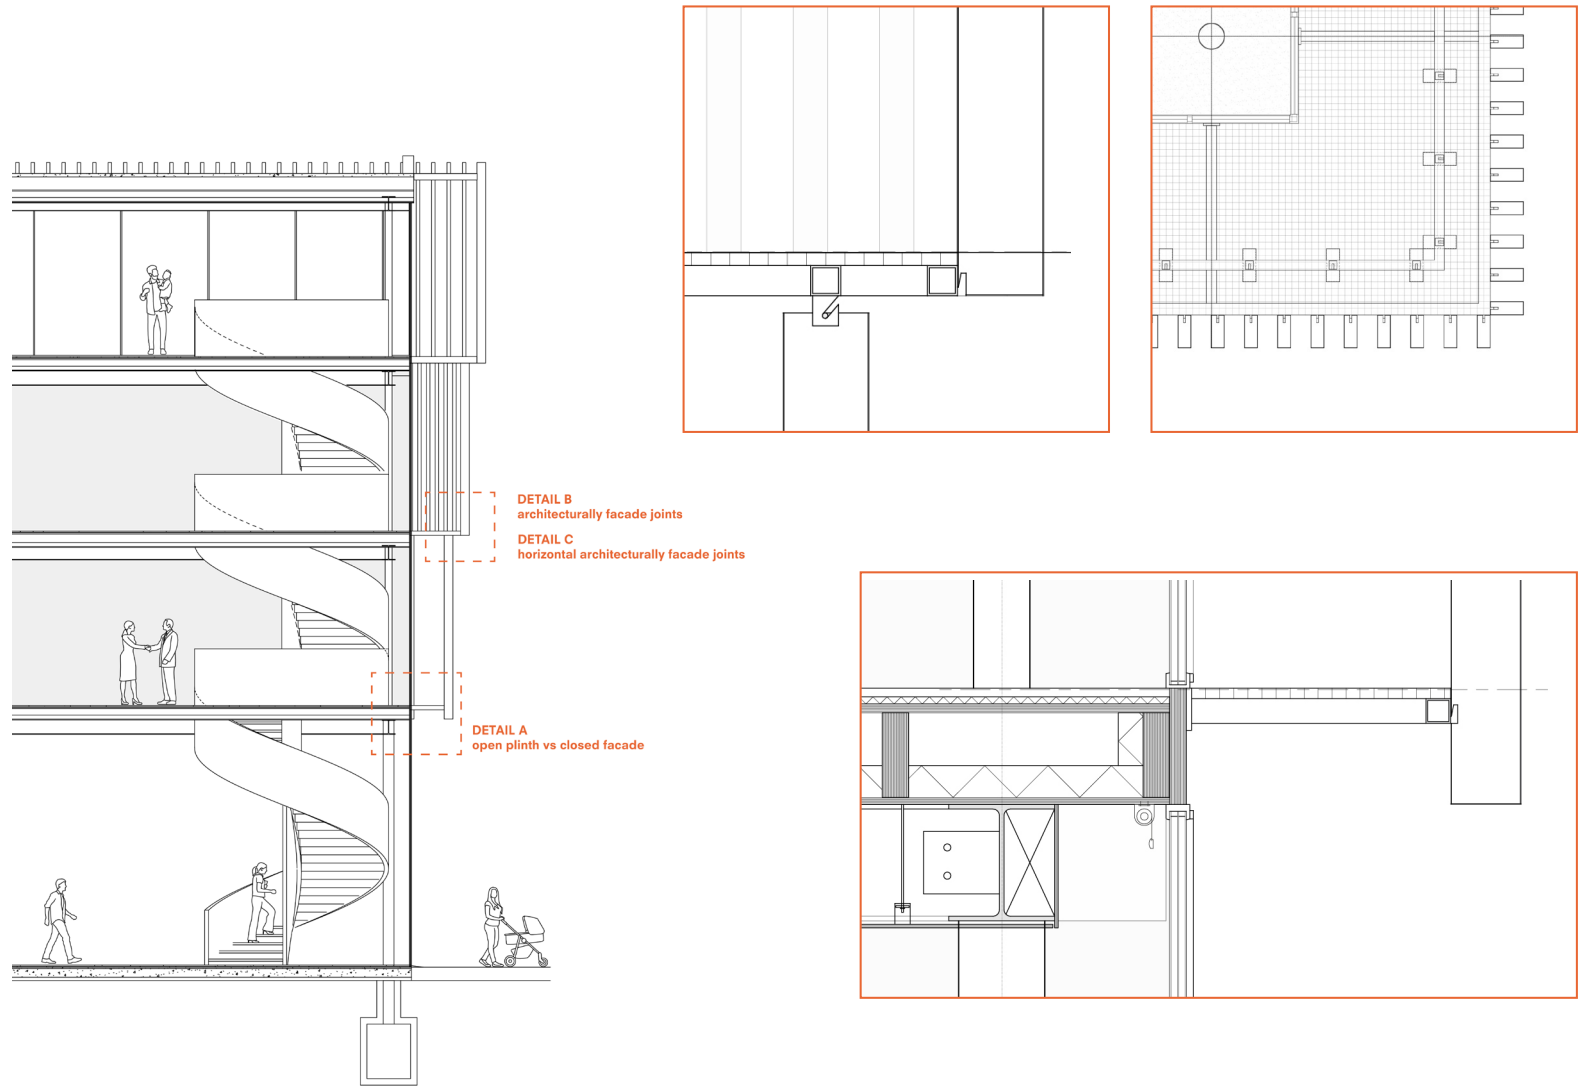 DETAIL B
architecturally facade joints
DETAIL C
horizontal architecturally facade joints
DETAIL A
open plinth vs closed facade